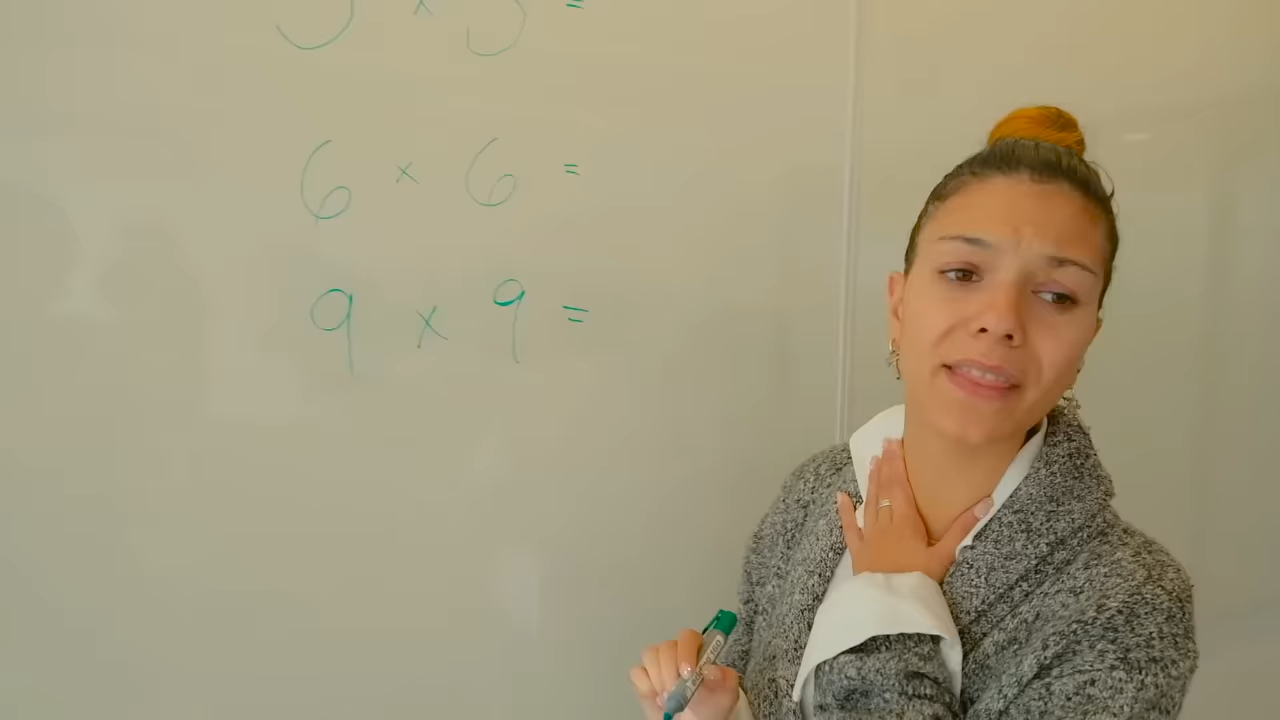 x =
6 x 6 =
9 x 9 =